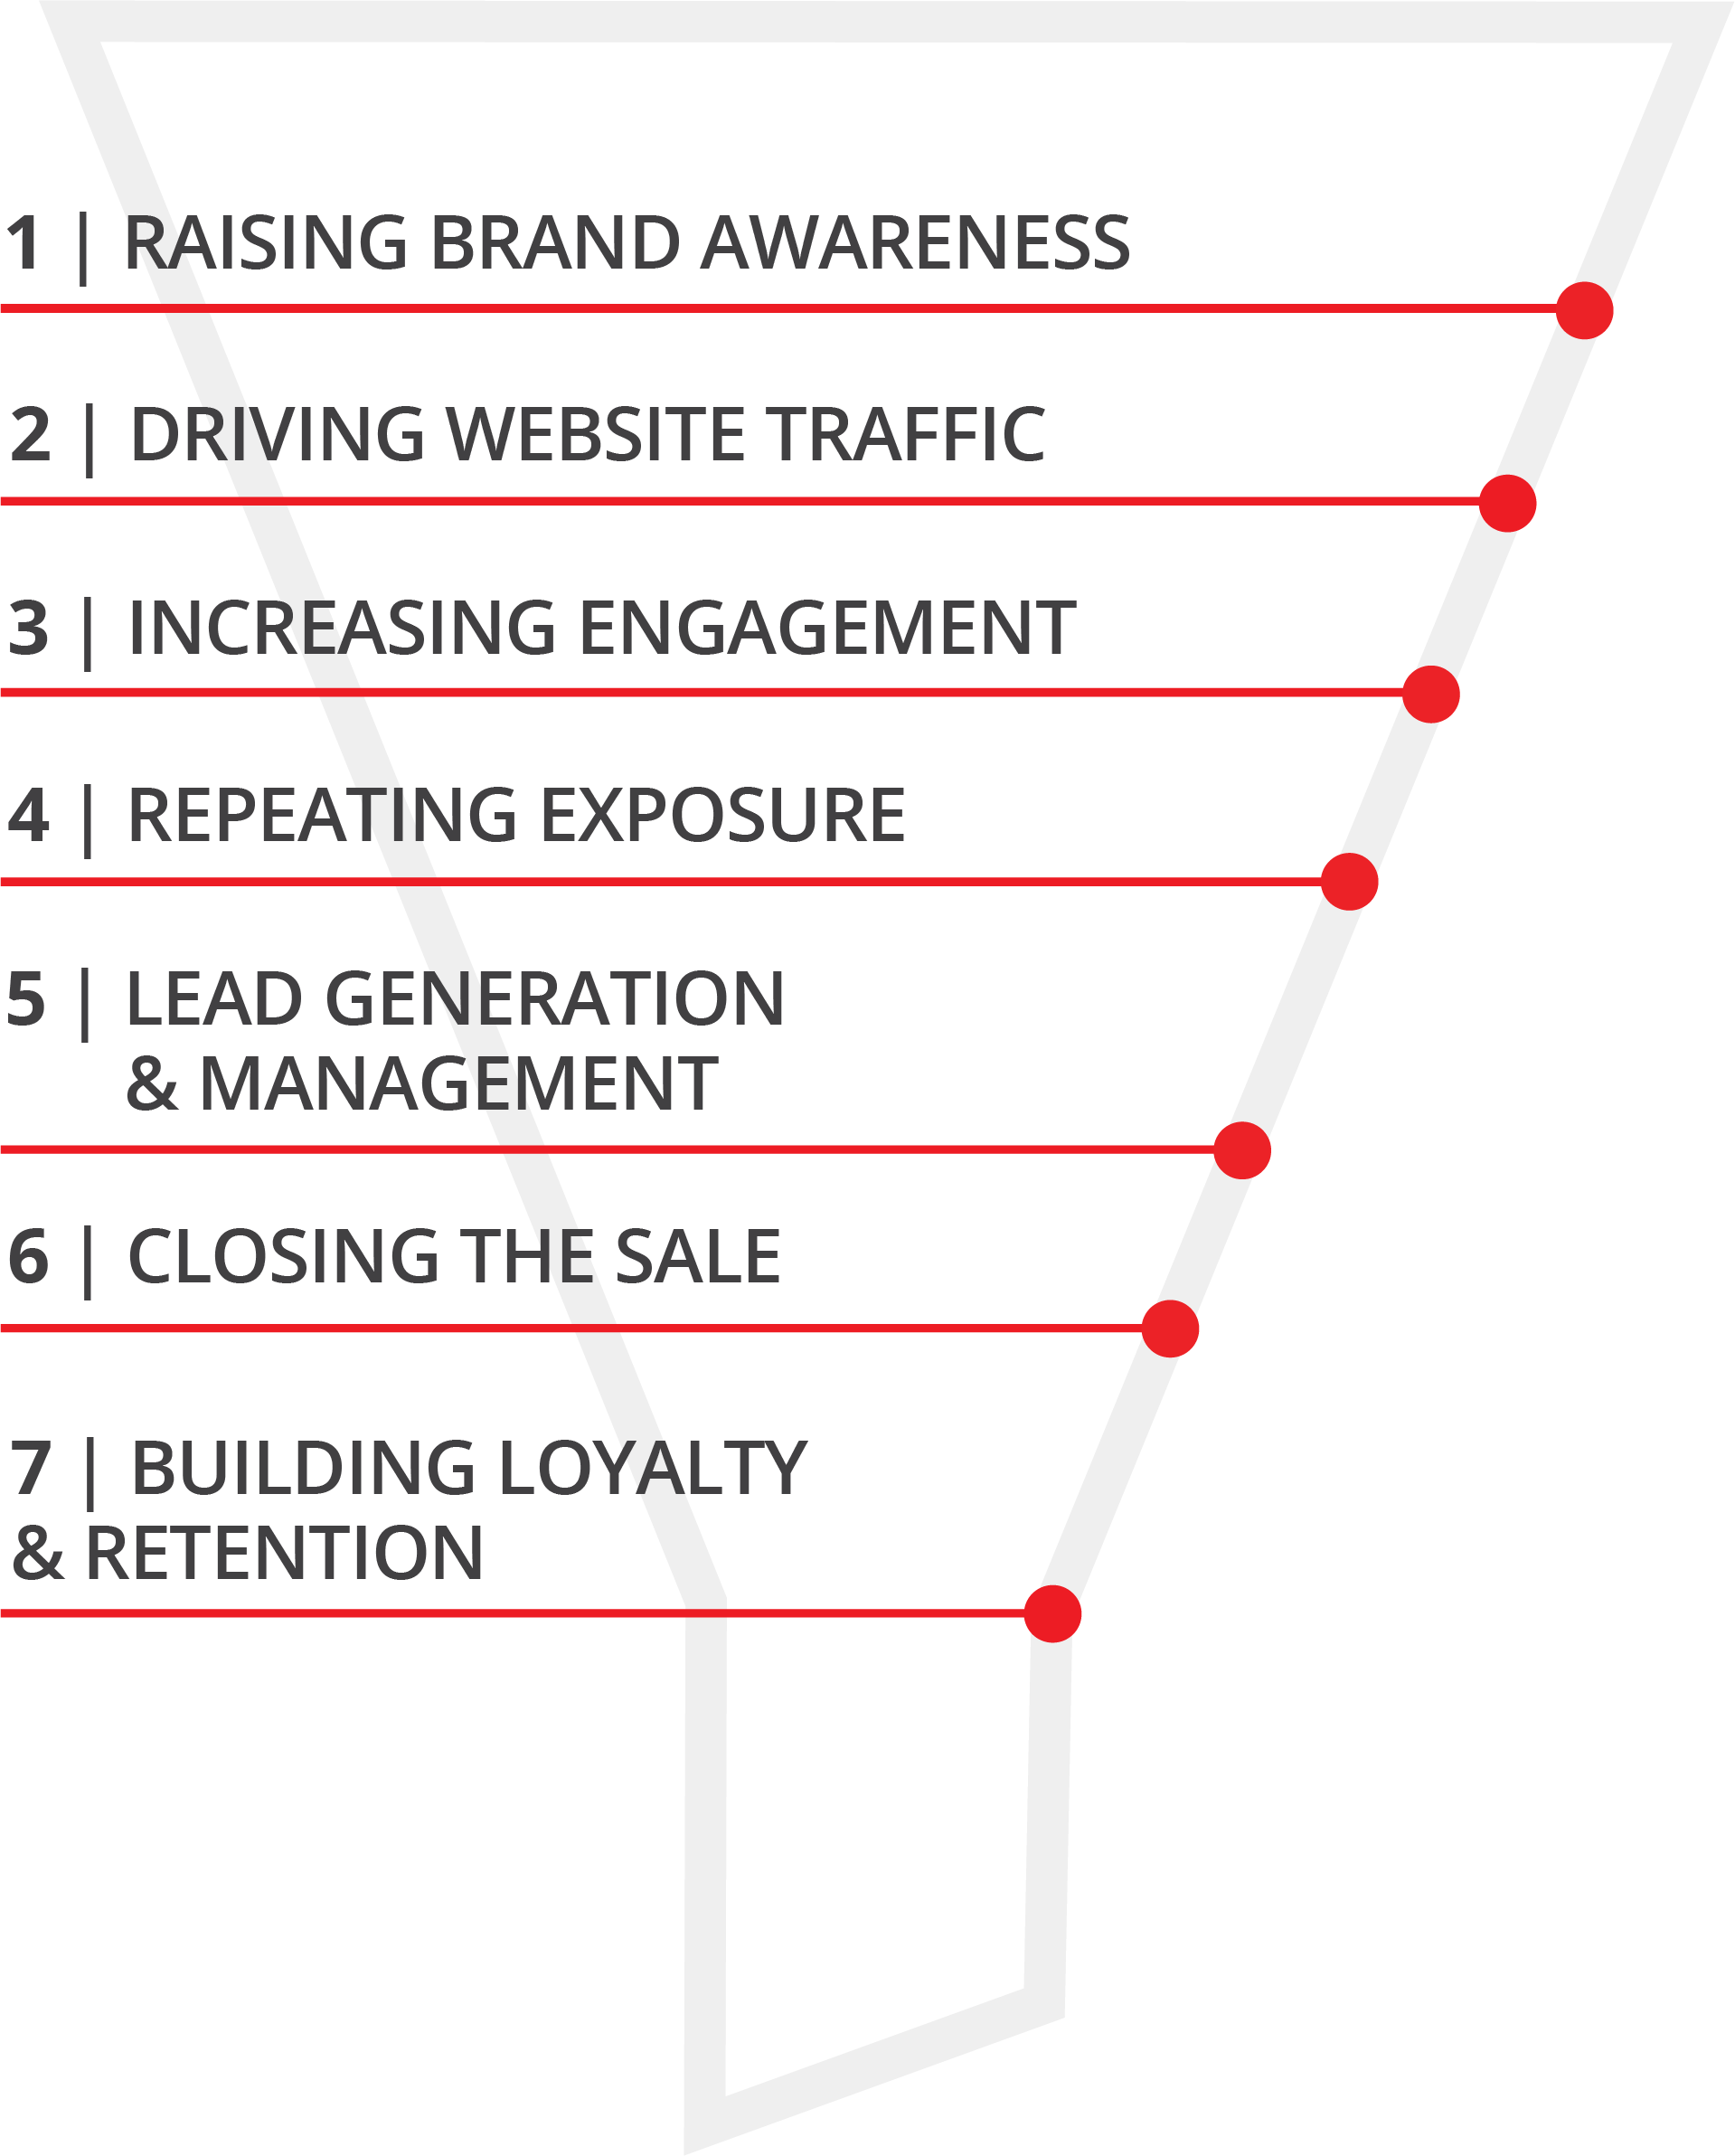 1 | RAISING BRAND AWARENESS
2 | DRIVING WEBSITE TRAFFIC
3 | INCREASING ENGAGEMENT
4 | REPEATING EXPOSURE
5 | LEAD GENERATION
& MANAGEMENT
6 | CLOSING THE SALE
7 | BUILDING LOYALTY
& RETENTION